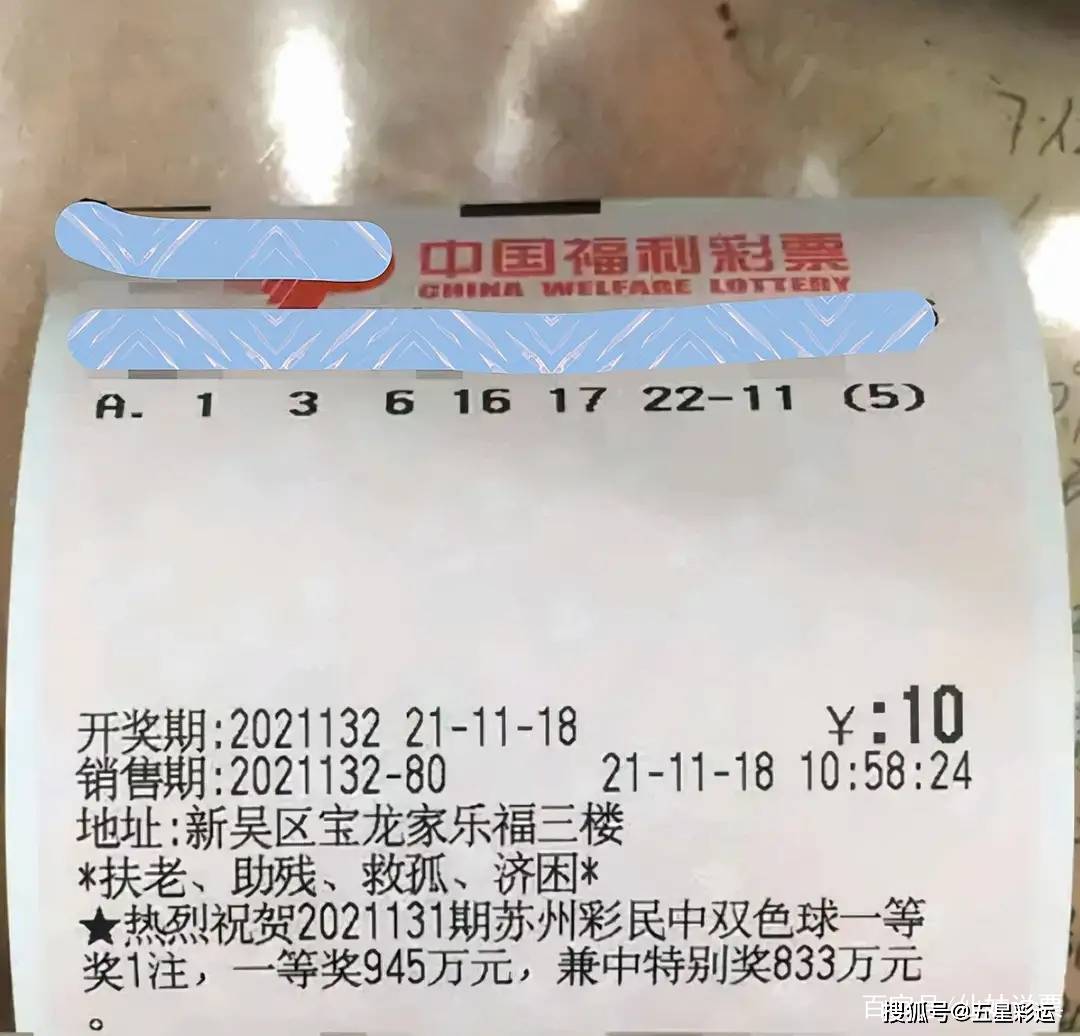 中国福利彩票
CHINA WELFARE LOTTERY
A. 1 3 6 16 17 22-11 (5)
开奖期:2021132 21-11-18 ¥:10
销售期:2021132-80 21-11-18 10:58:24
地址:新吴区宝龙家乐福三楼
*扶老、助残、救孤、济困*
★热烈祝贺2021131期苏州彩民中双色球一等
奖1注，一等奖945万元，兼中特别奖833万元
。
搜狐号@五星彩运